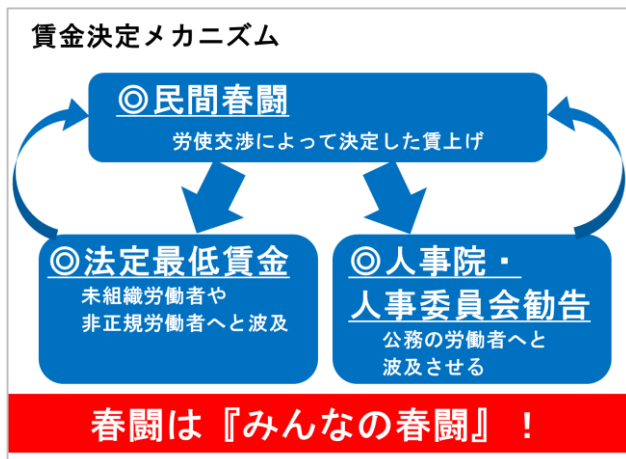 賃金決定メカニズム
◎民間春闘
労使交渉によって決定した賃上げ
◎法定最低賃金
未組織労働者や
非正規労働者へと波及
◎人事院・
人事委員会勧告
公務の労働者へと
波及させる
春闘は『みんなの春闘』！